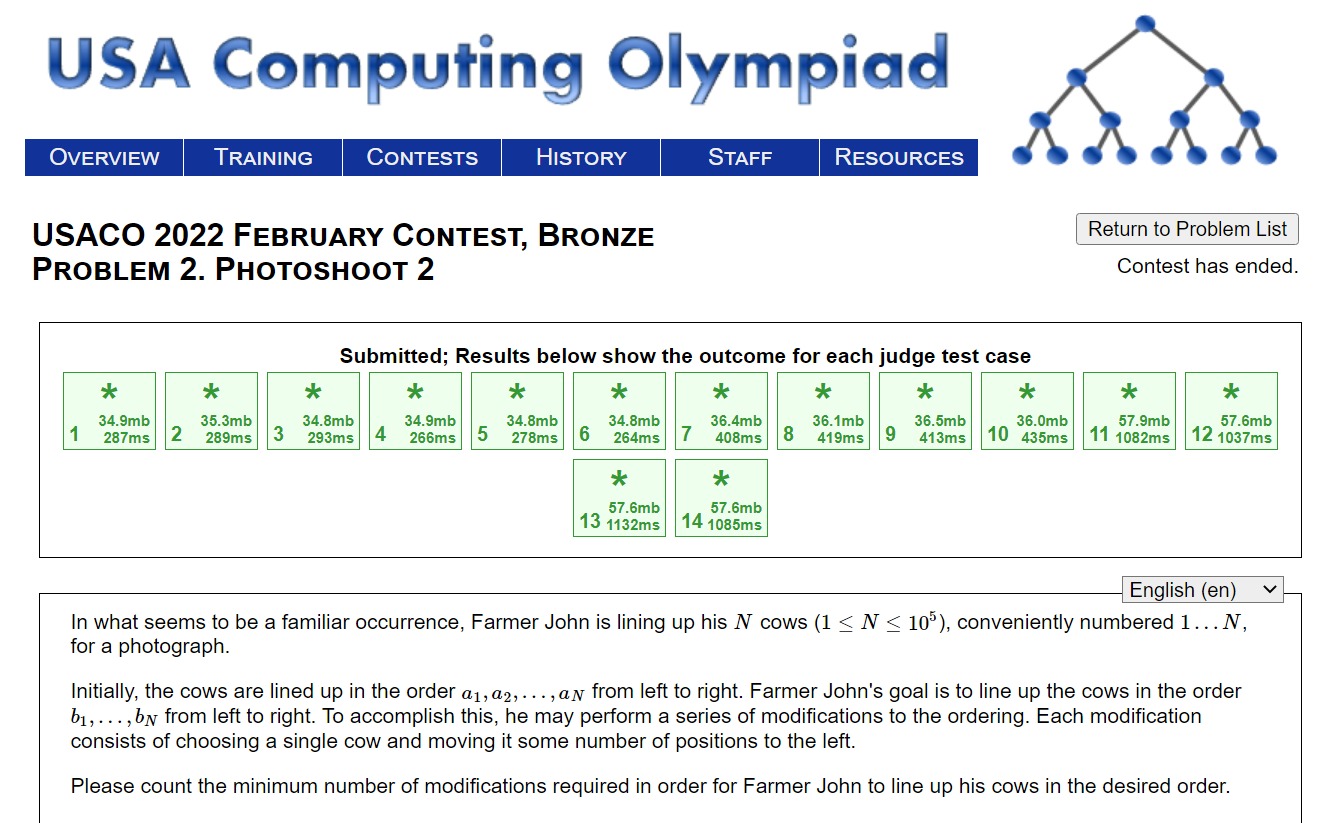 USA Computing Olympiad
OVERVIEW TRAINING CONTESTS HISTORY STAFF RESOURCES
USACO 2022 FEBRUARY CONTEST, BRONZE
PROBLEM 2. PHOTOSHOOT 2
Return to Problem List
Contest has ended.
Submitted; Results below show the outcome for each judge test case
* * * * * * * * * * * *
34.9mb 35.3mb 34.8mb 34.9mb 34.8mb 34.8mb 36.4mb 36.1mb 36.5mb 36.0mb 57.9mb 57.6mb
1 287ms 2 289ms 3 293ms 4 266ms 5 278ms 6 264ms 7 408ms 8 419ms 9 413ms 10 435ms 11 1082ms 12 1037ms
* *
57.6mb 57.6mb
13 1132ms 14 1085ms
English (en)
In what seems to be a familiar occurrence, Farmer John is lining up his N cows (1 ≤ N ≤ 10⁵), conveniently numbered 1…N,
for a photograph.
Initially, the cows are lined up in the order a₁, a₂, …, a_N from left to right. Farmer John's goal is to line up the cows in the order
b₁, …, b_N from left to right. To accomplish this, he may perform a series of modifications to the ordering. Each modification
consists of choosing a single cow and moving it some number of positions to the left.
Please count the minimum number of modifications required in order for Farmer John to line up his cows in the desired order.